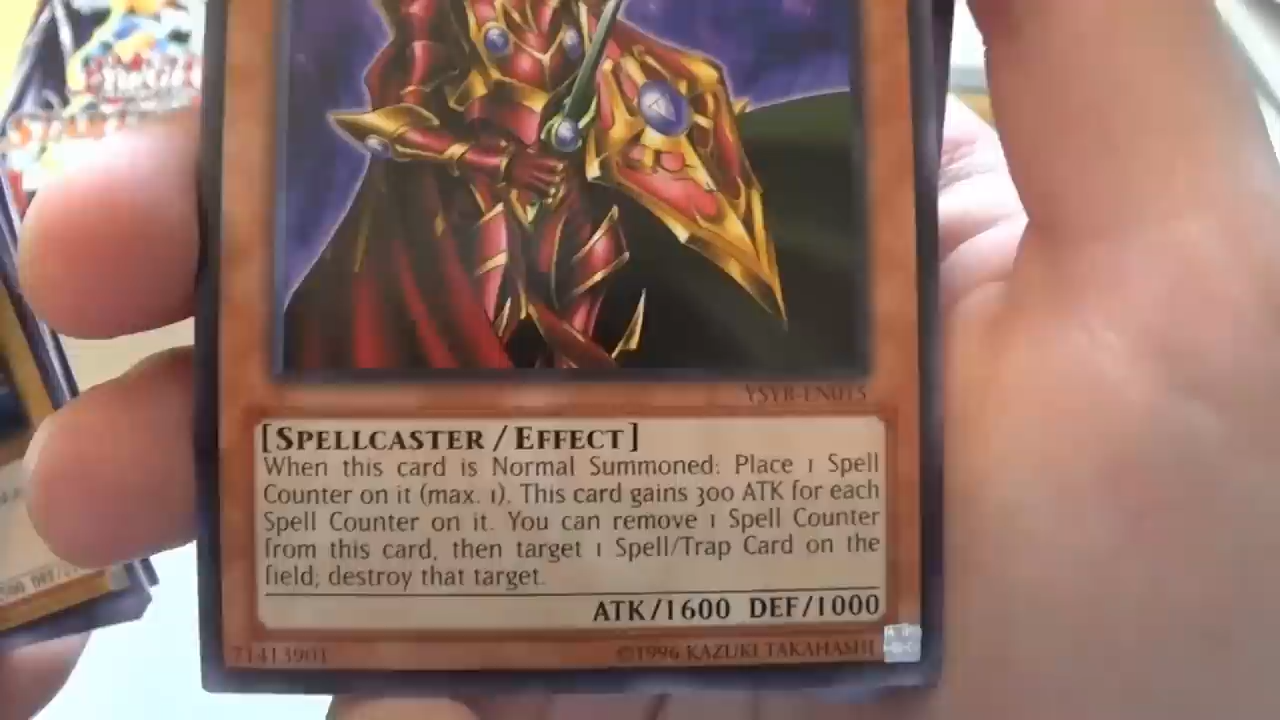 YSYR-EN015
[SPELLCASTER / EFFECT]
When this card is Normal Summoned: Place 1 Spell
Counter on it (max. 1). This card gains 300 ATK for each
Spell Counter on it. You can remove 1 Spell Counter
from this card, then target 1 Spell/Trap Card on the
field; destroy that target.
ATK/1600 DEF/1000
71413901
©1996 KAZUKI TAKAHASHI